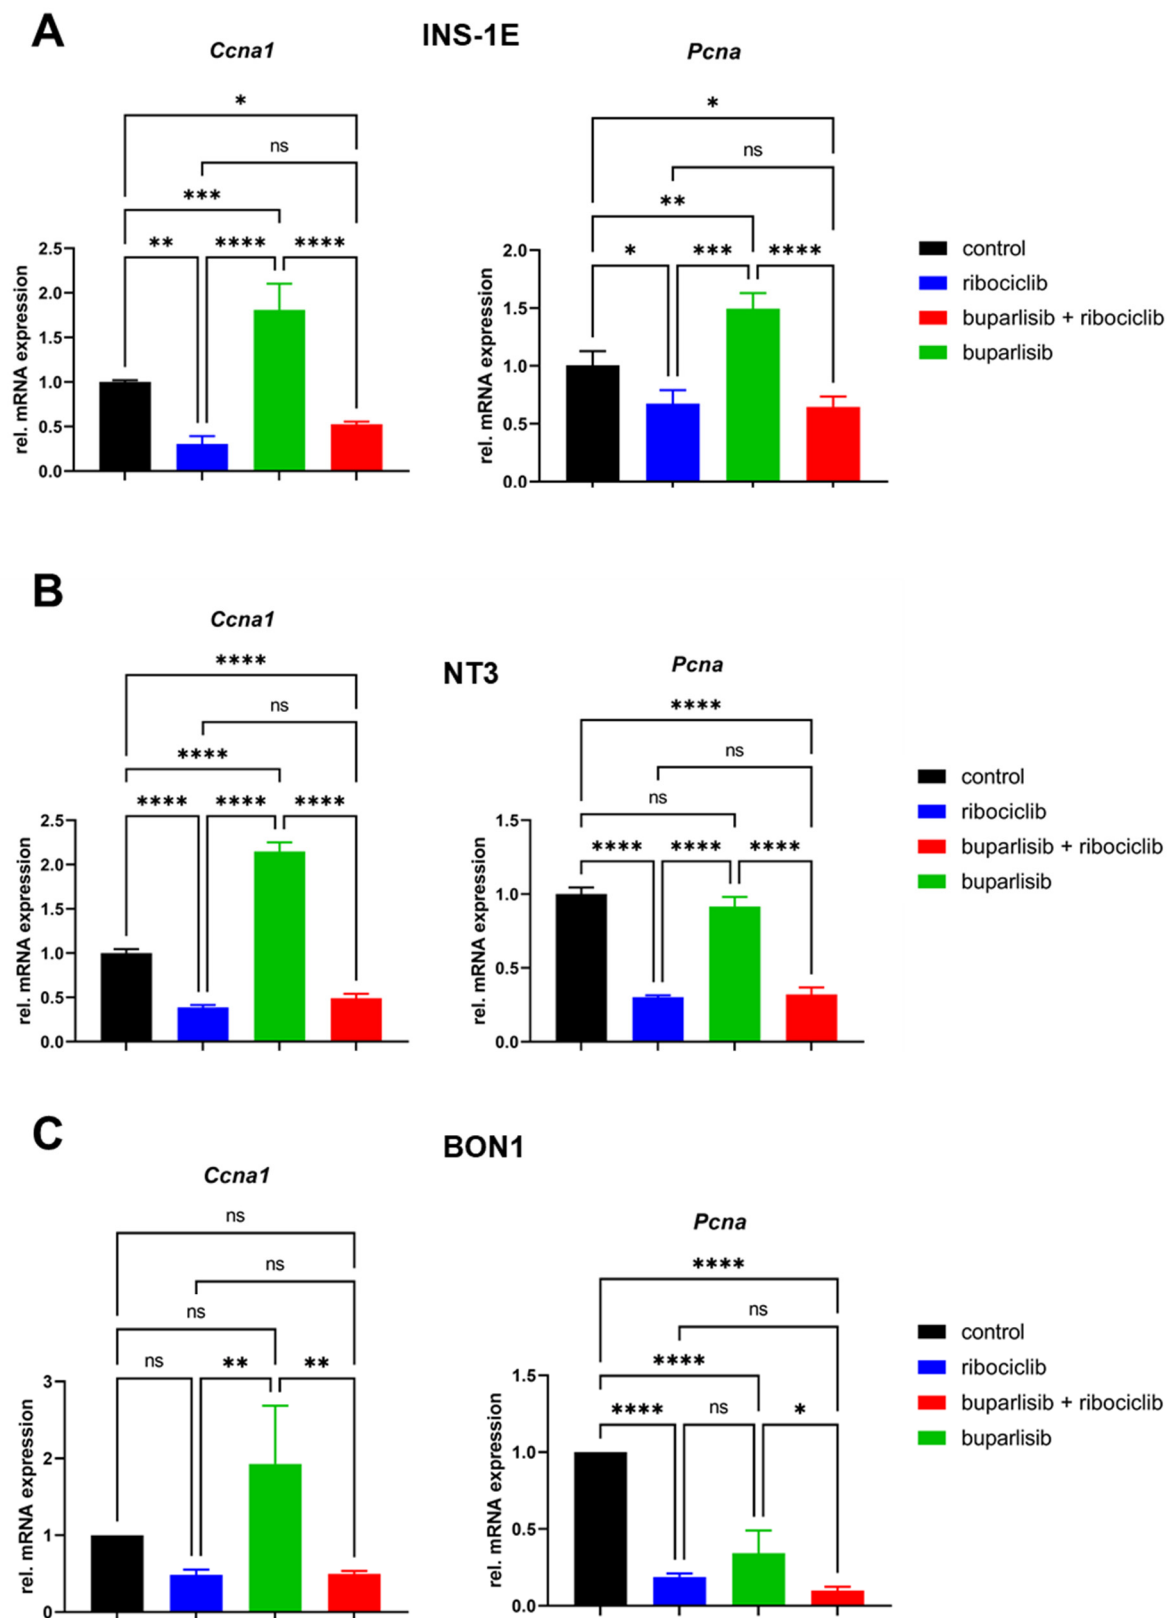 A
INS-1E
Ccna1
Pcna
*
ns
***
** **** ****
*
ns
**
* *** ****
rel. mRNA expression
2.5
2.0
1.5
1.0
0.5
0.0
rel. mRNA expression
2.0
1.5
1.0
0.5
0.0
control
ribociclib
buparlisib + ribociclib
buparlisib
B
NT3
Ccna1
Pcna
****
ns
****
**** **** ****
****
ns
ns
**** **** ****
rel. mRNA expression
2.5
2.0
1.5
1.0
0.5
0.0
rel. mRNA expression
1.5
1.0
0.5
0.0
control
ribociclib
buparlisib + ribociclib
buparlisib
C
BON1
Ccna1
Pcna
ns
ns
ns
ns ** **
****
ns
****
**** ns *
rel. mRNA expression
3
2
1
0
rel. mRNA expression
1.5
1.0
0.5
0.0
control
ribociclib
buparlisib + ribociclib
buparlisib